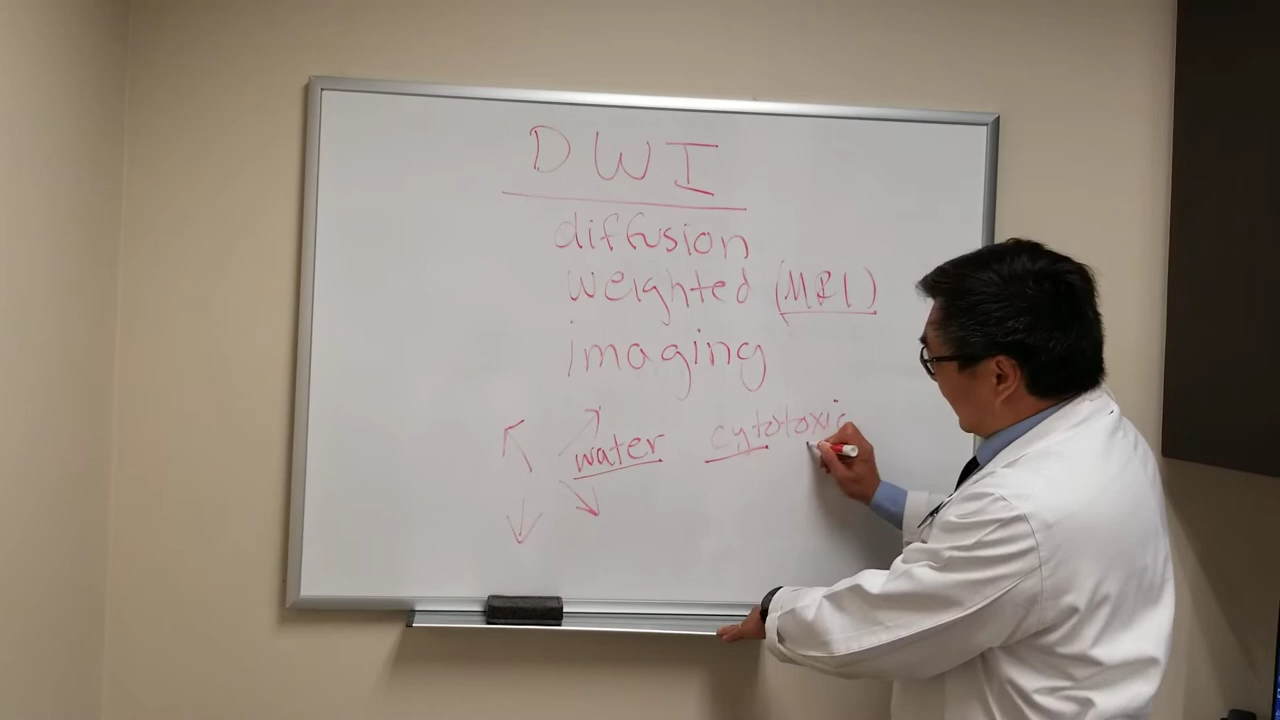 DWI
diffusion
weighted (MRI)
imaging
water cytotoxic